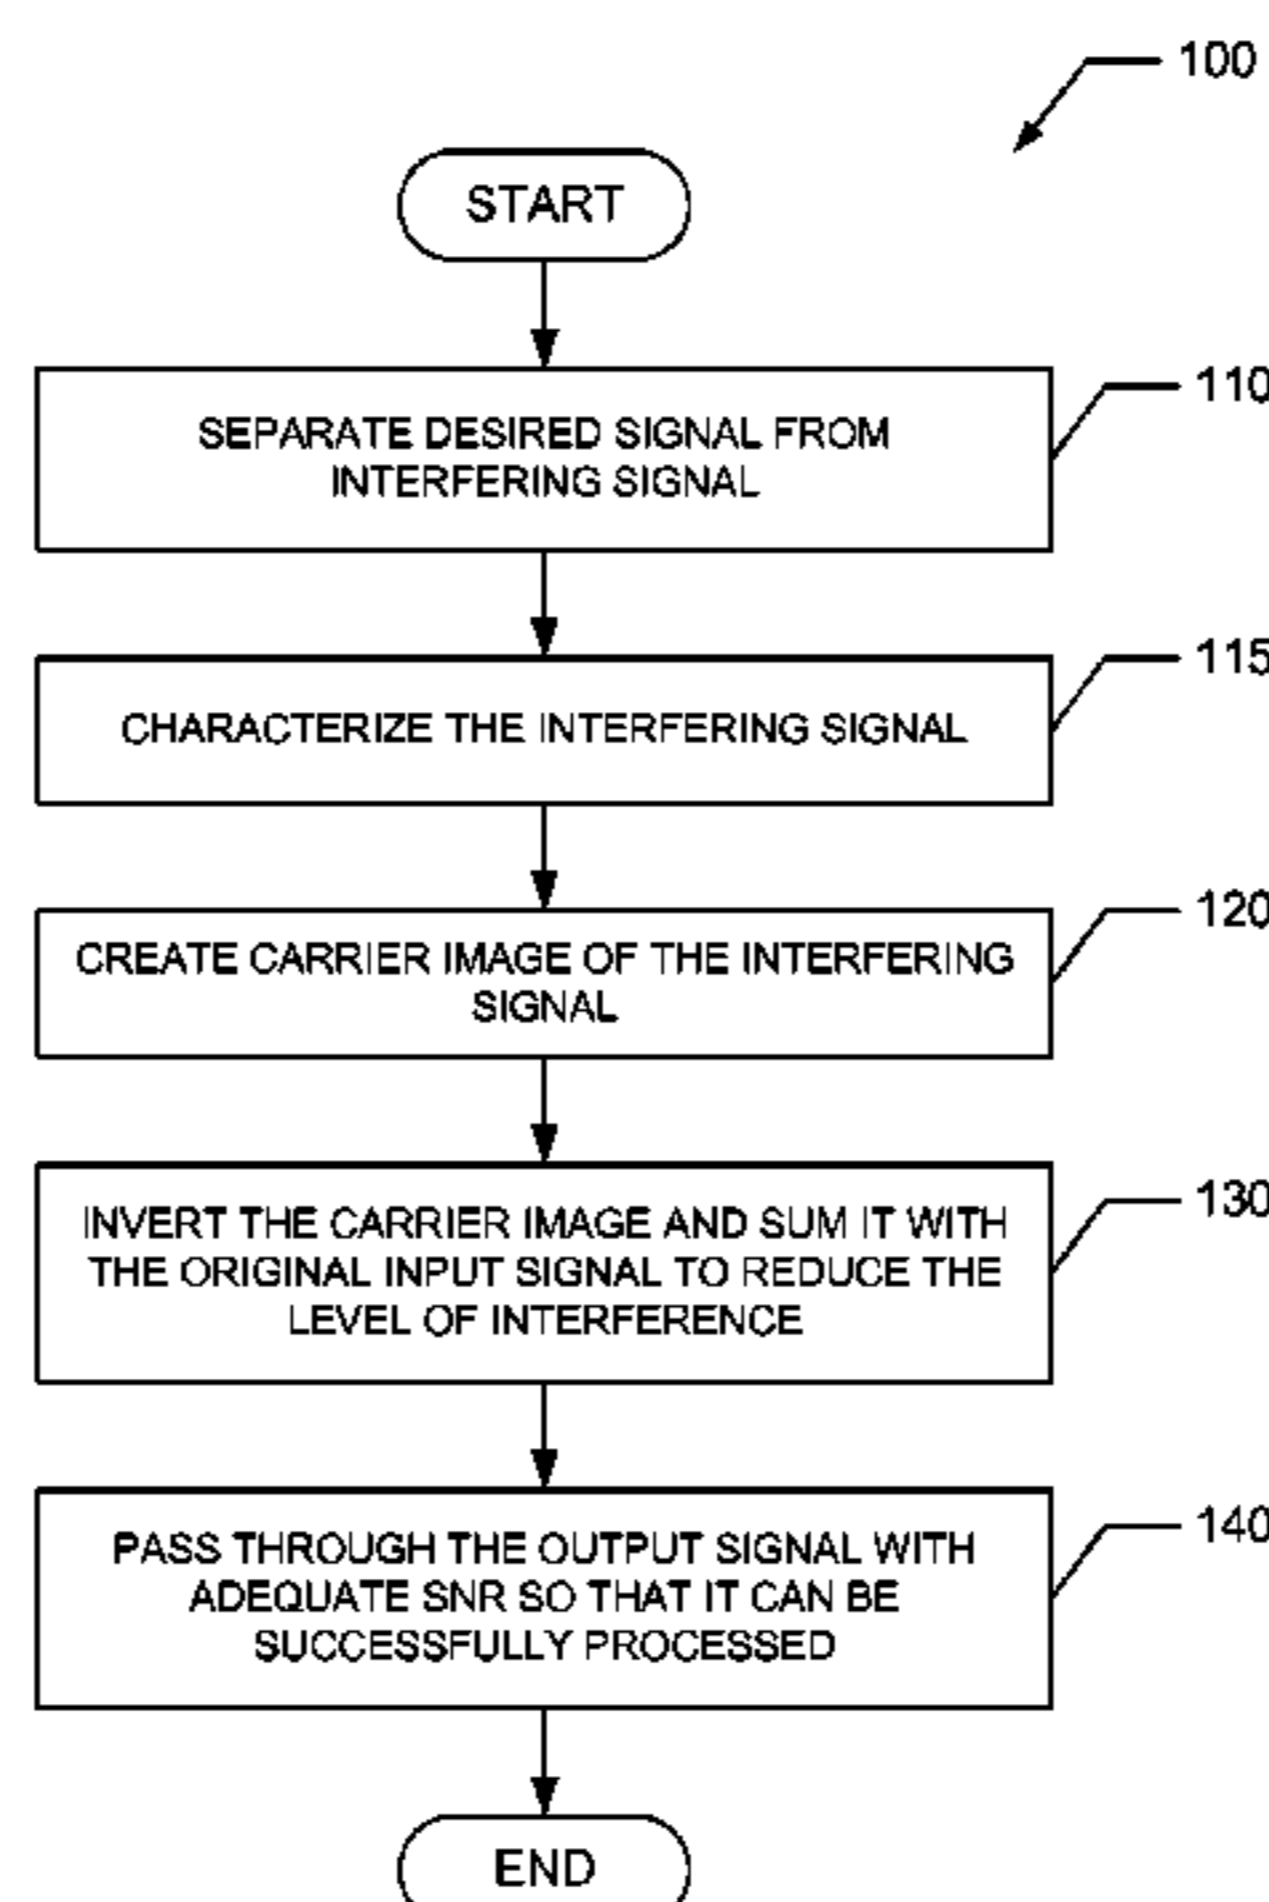 100
START
SEPARATE DESIRED SIGNAL FROM
INTERFERING SIGNAL
110
CHARACTERIZE THE INTERFERING SIGNAL
115
CREATE CARRIER IMAGE OF THE INTERFERING
SIGNAL
120
INVERT THE CARRIER IMAGE AND SUM IT WITH
THE ORIGINAL INPUT SIGNAL TO REDUCE THE
LEVEL OF INTERFERENCE
130
PASS THROUGH THE OUTPUT SIGNAL WITH
ADEQUATE SNR SO THAT IT CAN BE
SUCCESSFULLY PROCESSED
140
END